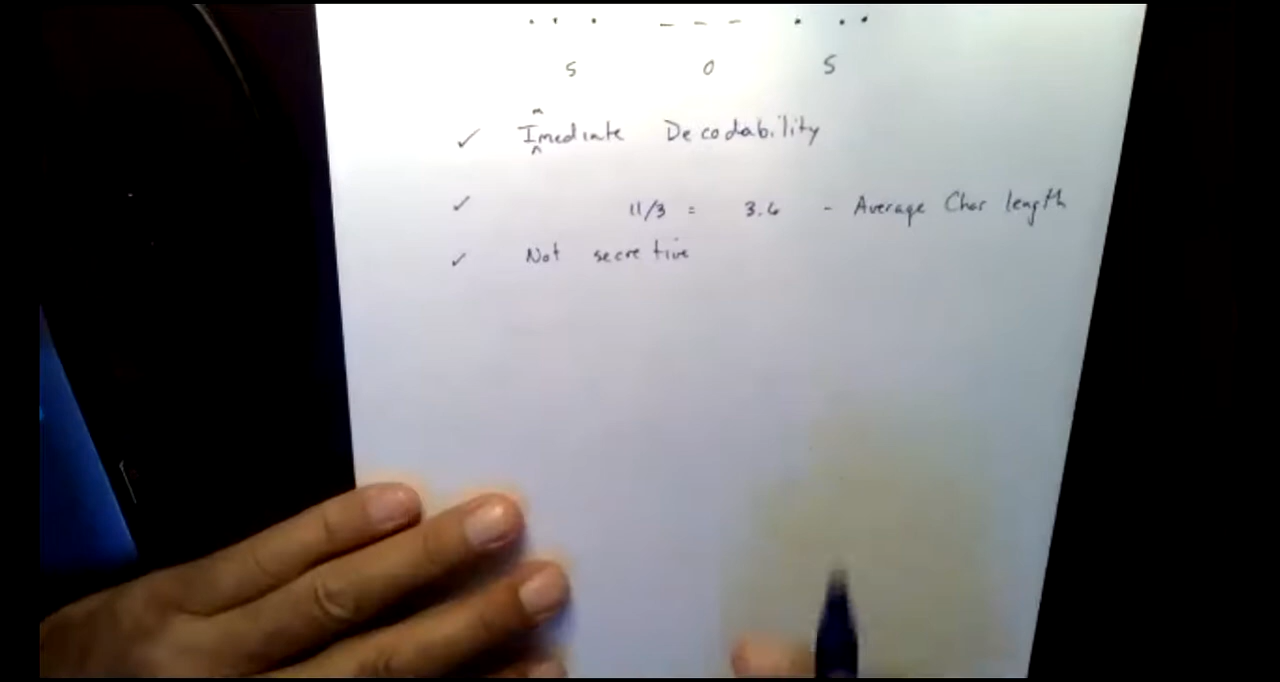 . . . _ _ _ . . .
S O S
✓ Imediate Decodability
✓ 11/3 = 3.6 - Average Char length
✓ Not secretive